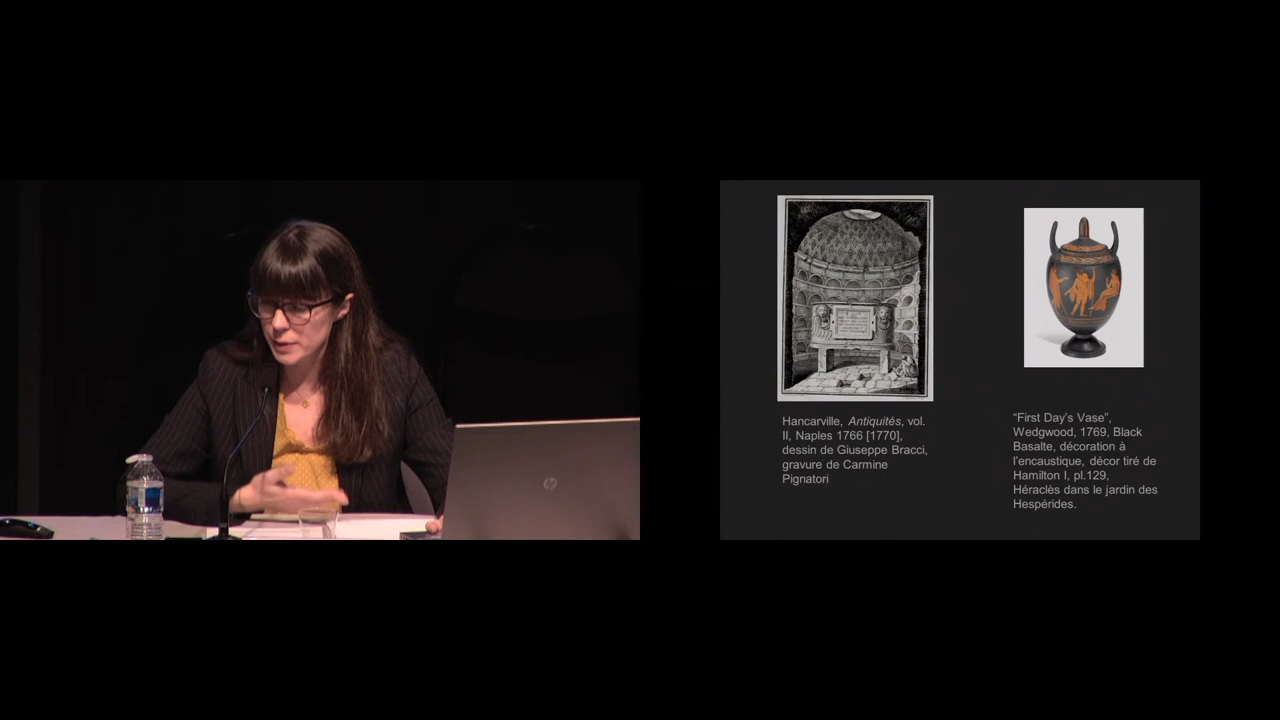 Hancarville, Antiquités, vol.
II, Naples 1766 [1770],
dessin de Giuseppe Bracci,
gravure de Carmine
Pignatori
“First Day’s Vase”,
Wedgwood, 1769, Black
Basalte, décoration à
l’encaustique, décor tiré de
Hamilton I, pl.129,
Héraclès dans le jardin des
Hespérides.
hp